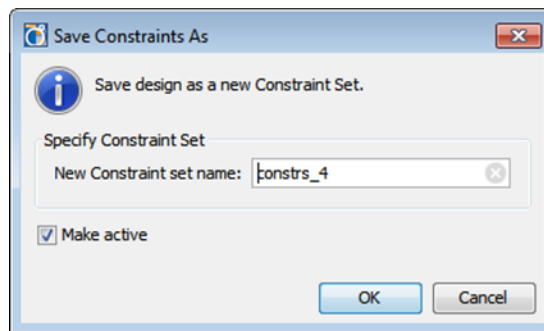 Save Constraints As
Save design as a new Constraint Set.
Specify Constraint Set
New Constraint set name: constrs_4
Make active
OK Cancel